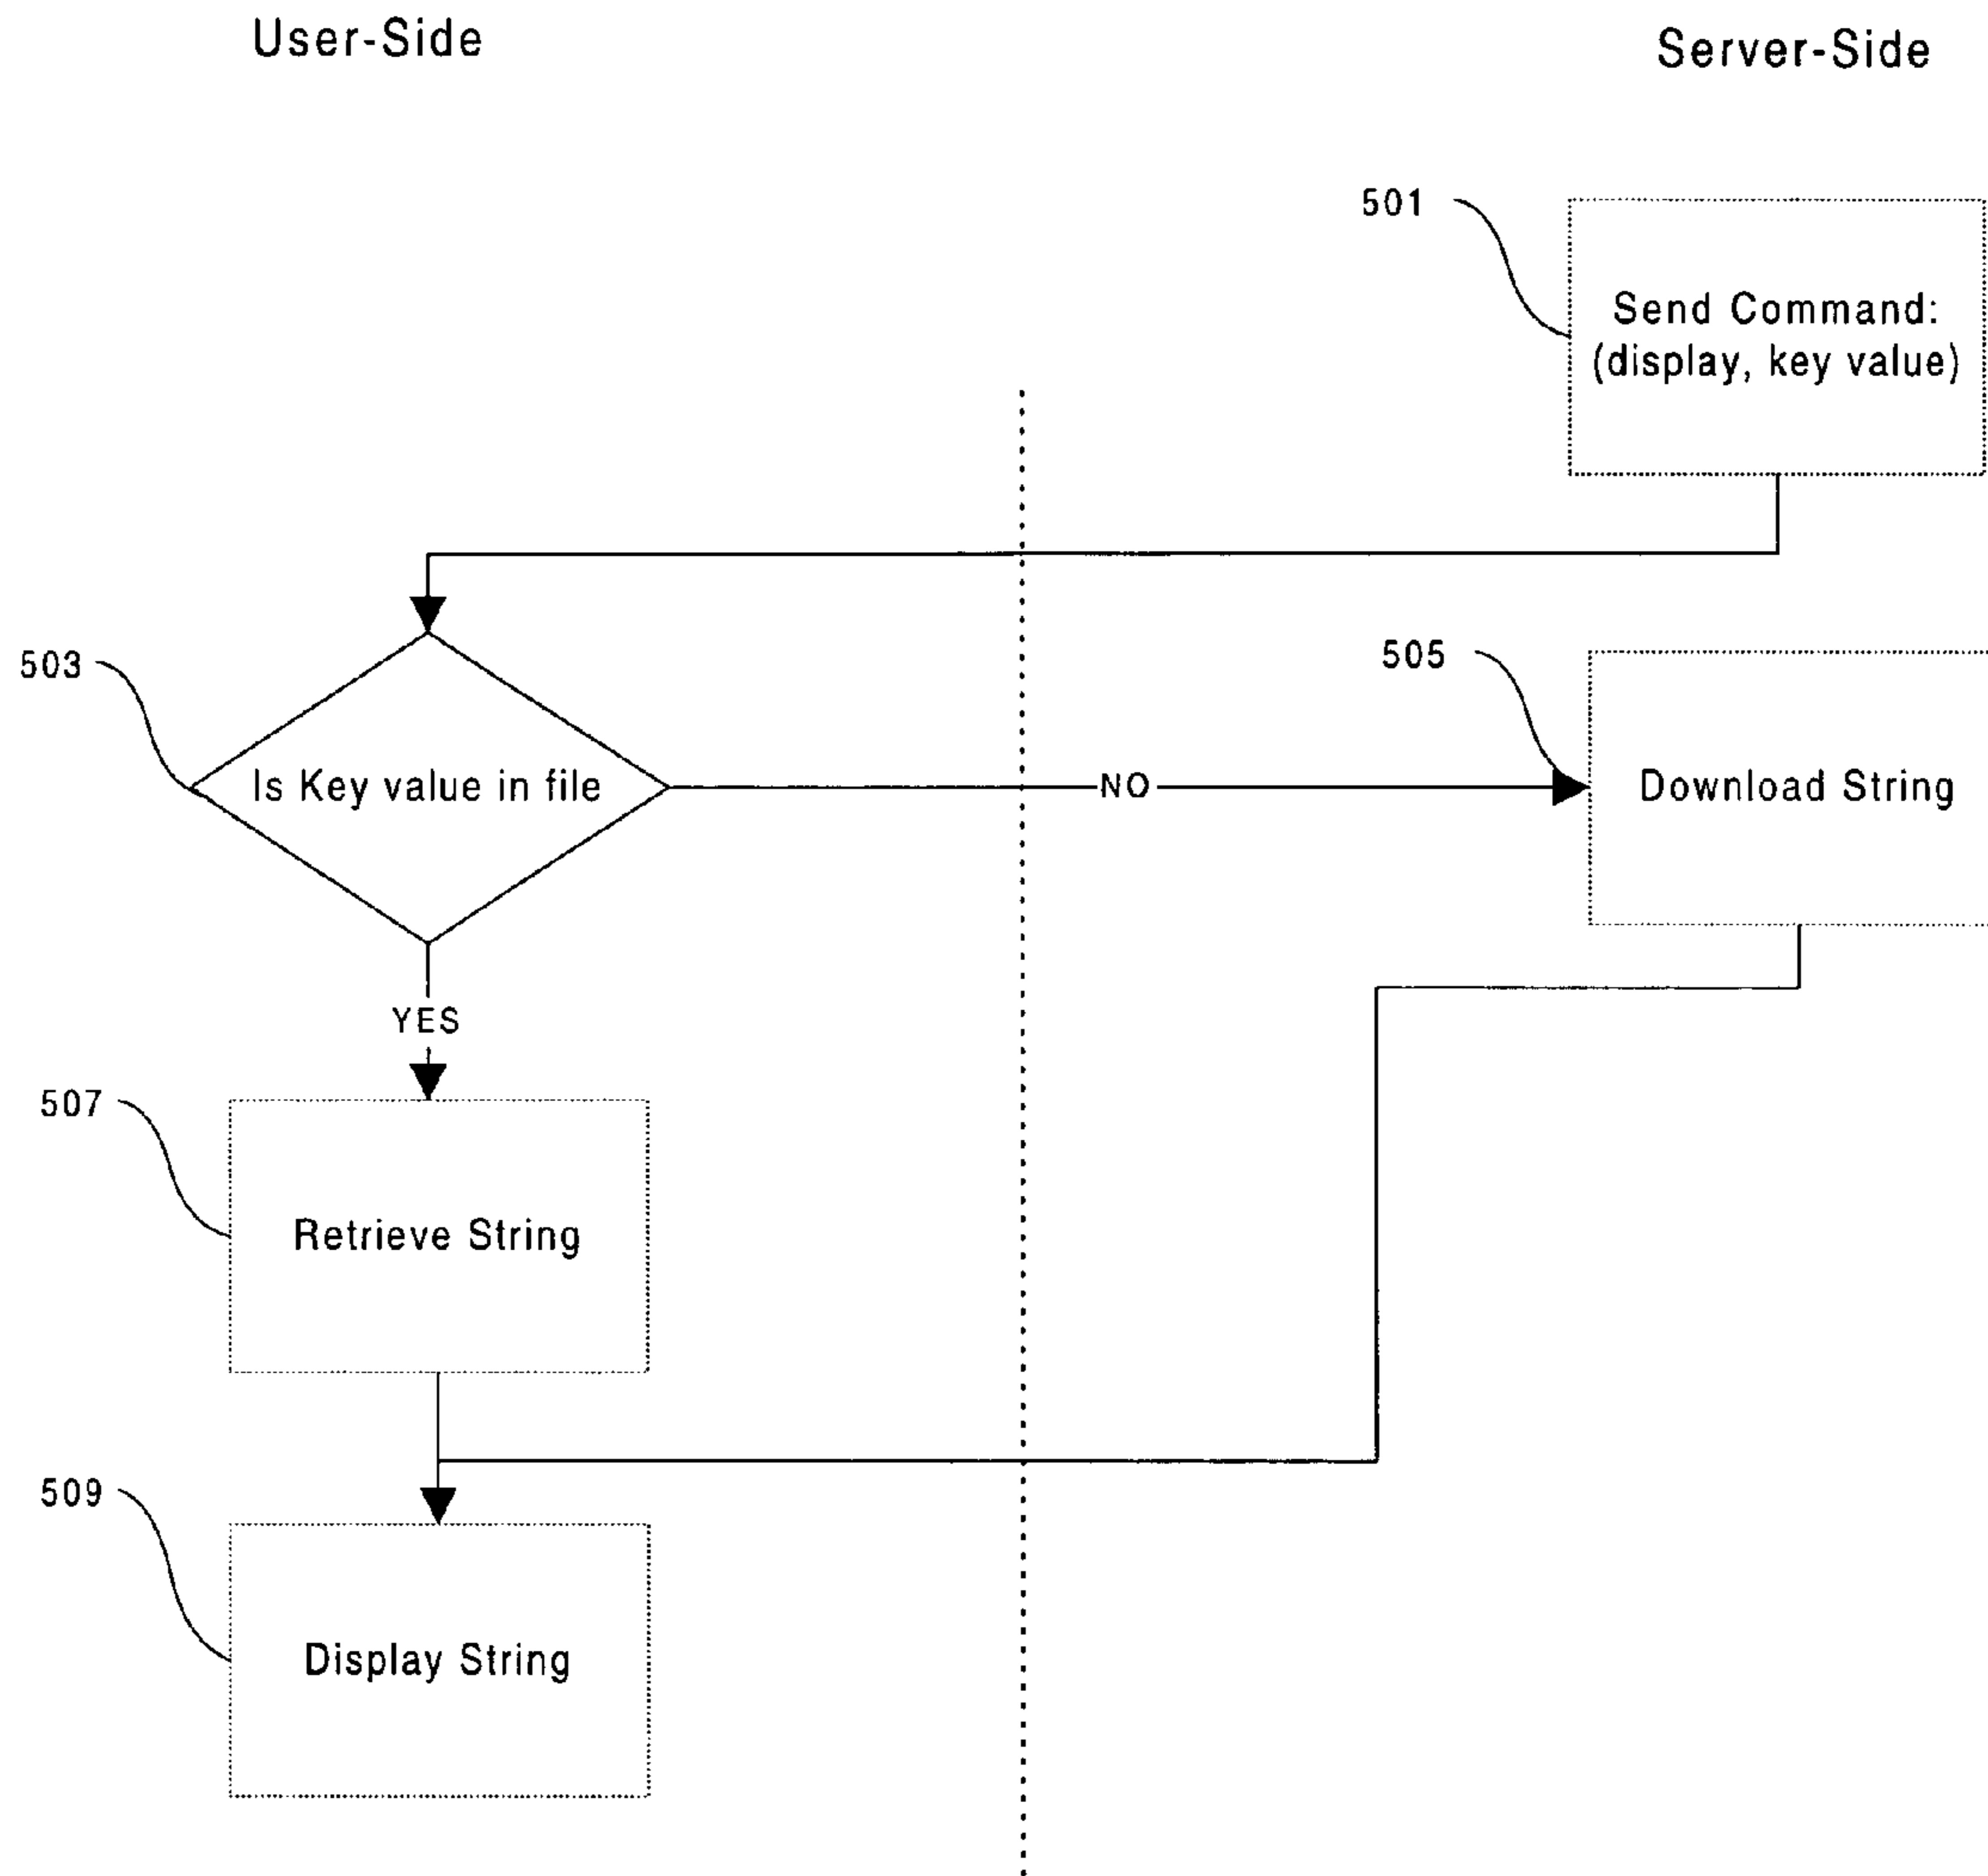 User-Side
Server-Side
501
Send Command:
(display, key value)
503
Is Key value in file
NO
505
Download String
YES
507
Retrieve String
509
Display String